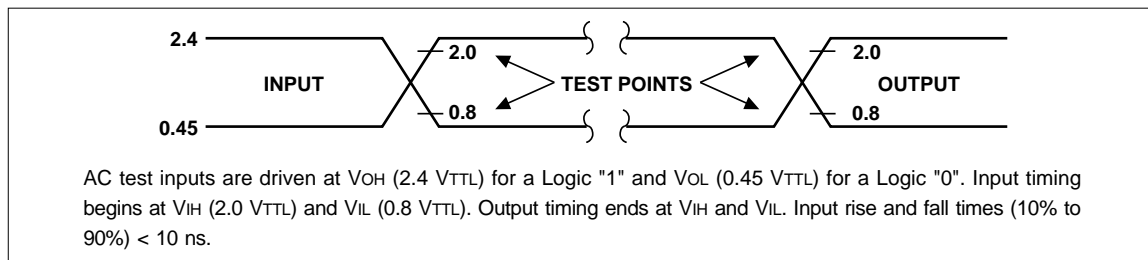 2.4
2.0
2.0
INPUT
TEST POINTS
OUTPUT
0.8
0.8
0.45
AC test inputs are driven at VOH (2.4 VTTL) for a Logic "1" and VOL (0.45 VTTL) for a Logic "0". Input timing
begins at VIH (2.0 VTTL) and VIL (0.8 VTTL). Output timing ends at VIH and VIL. Input rise and fall times (10% to
90%) < 10 ns.